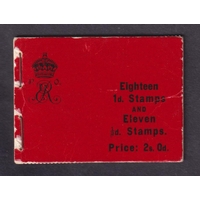 Eighteen
1d. Stamps
AND
Eleven
½d. Stamps.
Price: 2s. 0d.